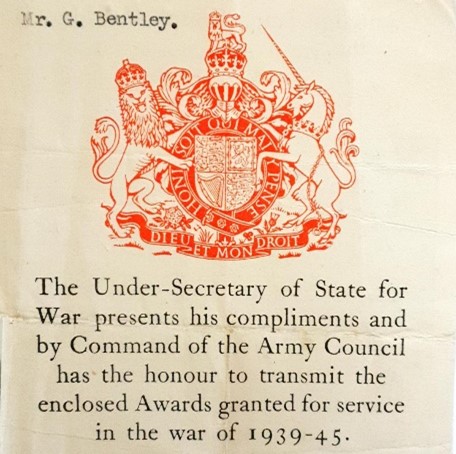 Mr. G. Bentley.
HONI SOIT QUI MAL Y PENSE
DIEU ET MON DROIT
The Under-Secretary of State for
War presents his compliments and
by Command of the Army Council
has the honour to transmit the
enclosed Awards granted for service
in the war of 1939-45.